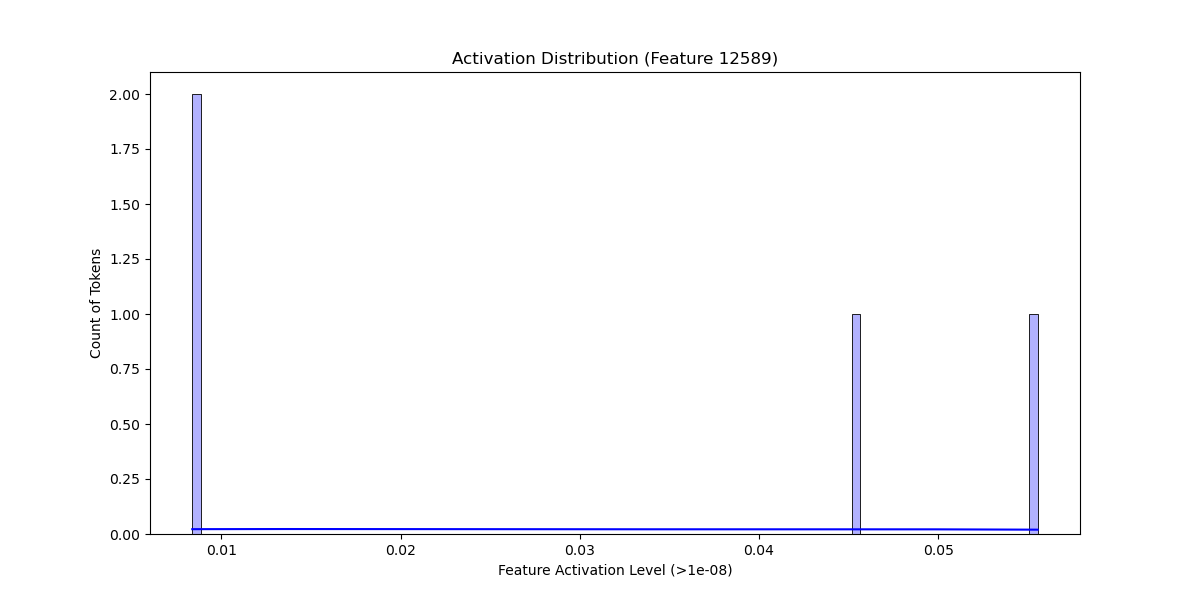 Activation Distribution (Feature 12589)
2.00
1.75
1.50
1.25
1.00
0.75
0.50
0.25
0.00
Count of Tokens
0.01 0.02 0.03 0.04 0.05
Feature Activation Level (>1e-08)